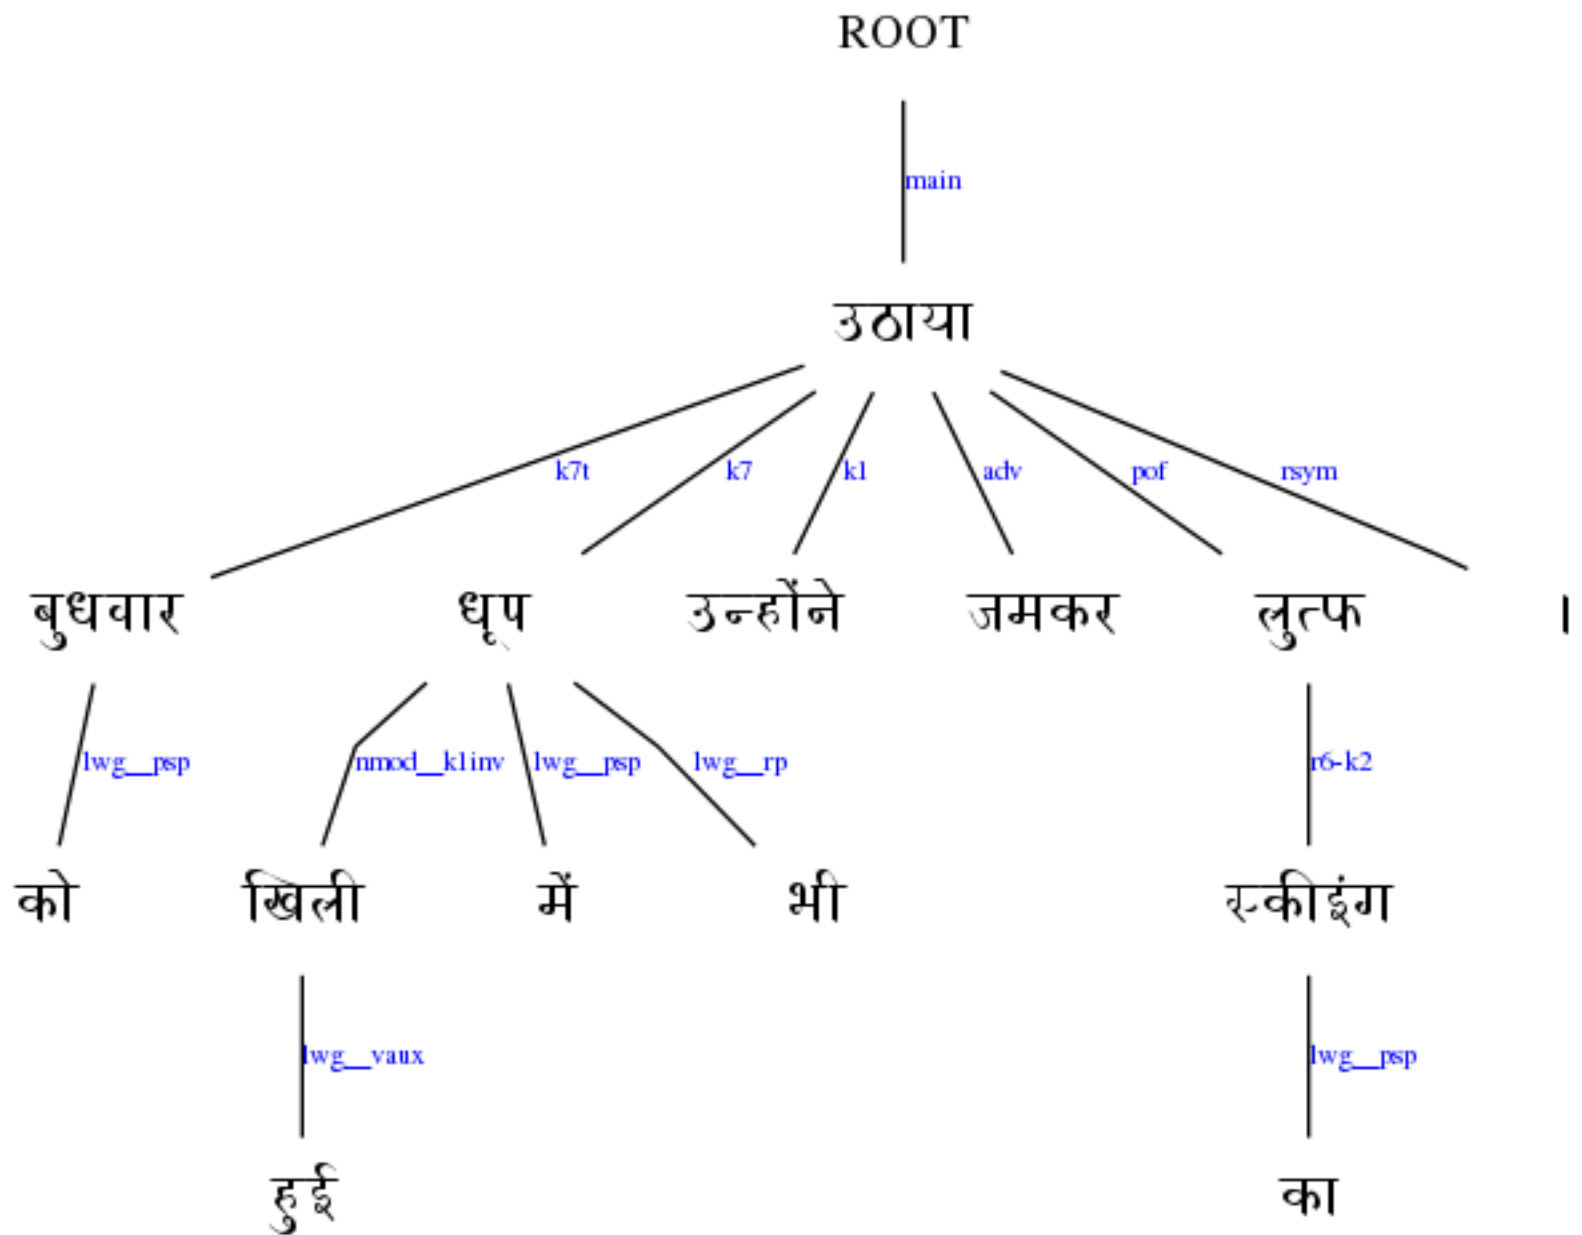 ROOT
main
उठाया
k7t k7 k1 adv pof rsym
बुधवार धूप उन्होंने जमकर लुत्फ ।
lwg__psp nmod__k1inv lwg__psp lwg__rp r6-k2
को खिली में भी स्कीइंग
lwg__vaux lwg__psp
हुई का